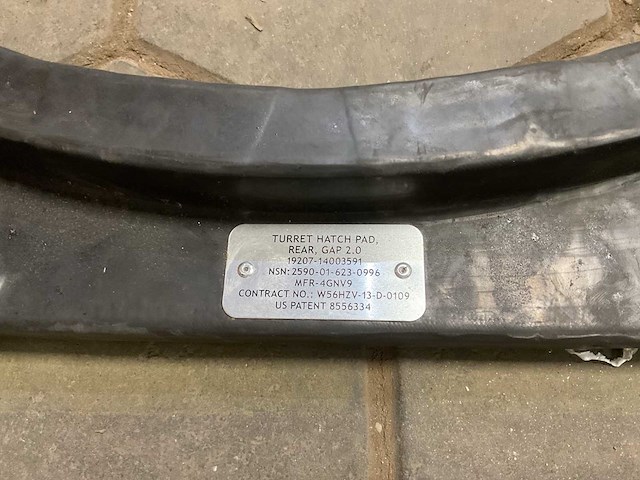 TURRET HATCH PAD,
REAR, GAP 2.0
19207-14003591
NSN: 2590-01-623-0996
MFR-4GNV9
CONTRACT NO.: W56HZV-13-D-0109
US PATENT 8556334